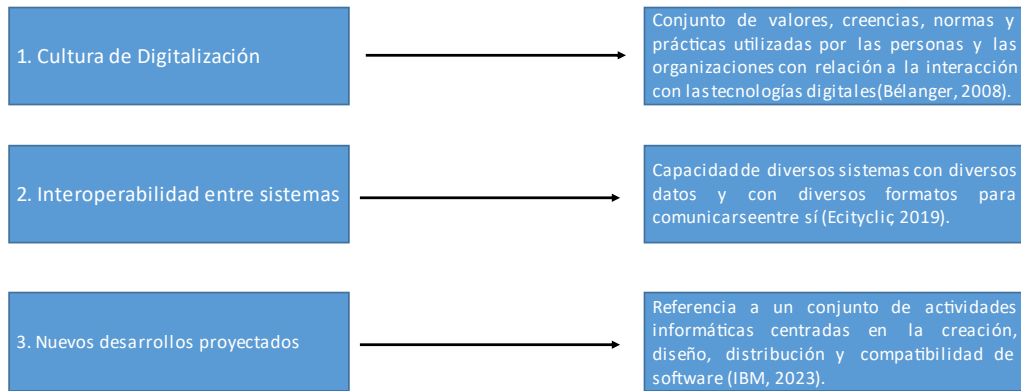 1. Cultura de Digitalización
Conjunto de valores, creencias, normas y
prácticas utilizadas por las personas y las
organizaciones con relación a la interacción
con las tecnologías digitales (Bélanger, 2008).
2. Interoperabilidad entre sistemas
Capacidad de diversos sistemas con diversos
datos y con diversos formatos para
comunicarse entre sí (Ecityclic, 2019).
3. Nuevos desarrollos proyectados
Referencia a un conjunto de actividades
informáticas centradas en la creación,
diseño, distribución y compatibilidad de
software (IBM, 2023).